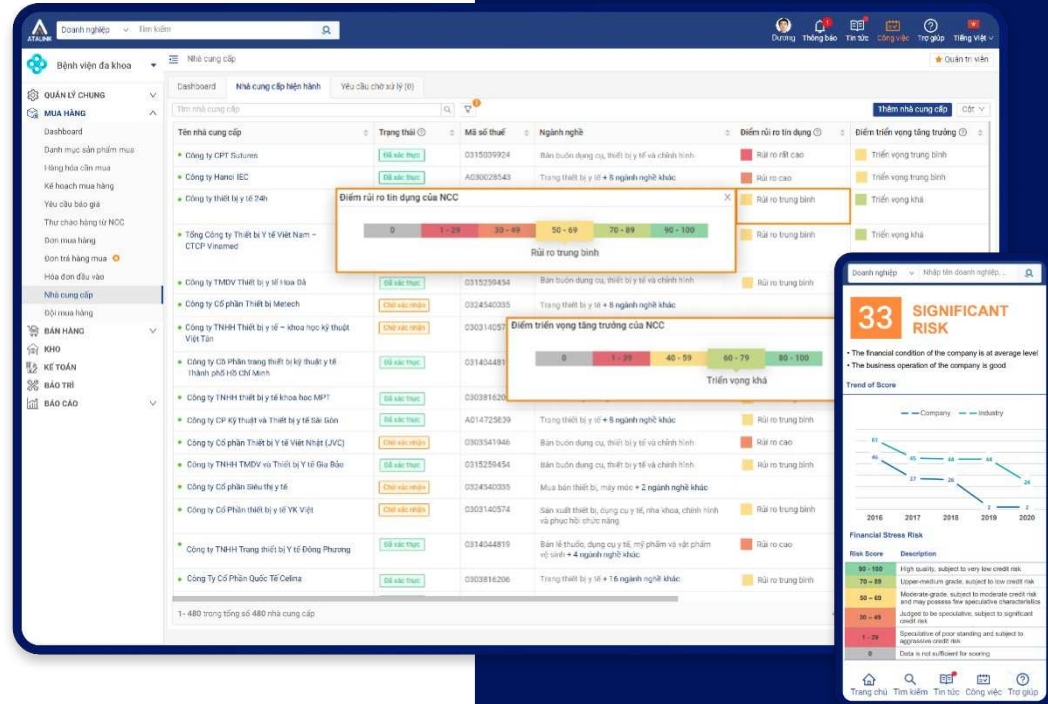 ATALINK
Doanh nghiệp
Tìm kiếm
Dương Thông báo Tin tức Công việc Trợ giúp Tiếng Việt
Bệnh viện đa khoa
Nhà cung cấp
Quản trị viên
QUẢN LÝ CHUNG
MUA HÀNG
Dashboard
Danh mục sản phẩm mua
Hàng hóa cần mua
Kế hoạch mua hàng
Yêu cầu báo giá
Thư chào hàng từ NCC
Đơn mua hàng
Đơn trả hàng mua
Hóa đơn đầu vào
Nhà cung cấp
Đội mua hàng
BÁN HÀNG
KHO
KẾ TOÁN
BẢO TRÌ
BÁO CÁO
Dashboard Nhà cung cấp hiện hành Yêu cầu chờ xử lý (0)
Tìm nhà cung cấp
Thêm nhà cung cấp Cột
Tên nhà cung cấp Trạng thái Mã số thuế Ngành nghề Điểm rủi ro tín dụng Điểm triển vọng tăng trưởng
Công ty CPT Sutures Đã xác thực 0315039924 Bán buôn dụng cụ, thiết bị y tế và chỉnh hình Rủi ro rất cao Triển vọng trung bình
Công ty Hanoi IEC Đã xác thực A030028543 Trang thiết bị y tế + 8 ngành nghề khác Rủi ro cao Triển vọng trung bình
Công ty thiết bị y tế 24h Rủi ro trung bình Triển vọng khá
Tổng Công ty Thiết bị Y tế Việt Nam – Rủi ro trung bình Triển vọng khá
CTCP Vinamed
Điểm rủi ro tín dụng của NCC
0 1 - 29 30 - 49 50 - 69 70 - 89 90 - 100
Rủi ro trung bình
Công ty TMDV Thiết bị y tế Hoa Đà Đã xác thực 0315259454 Bán buôn dụng cụ, thiết bị y tế và chỉnh hình Rủi ro trung bình
Công ty Cổ phần Thiết bị Metech Chờ xác nhận 0324540335 Trang thiết bị y tế + 8 ngành nghề khác
Công ty TNHH Thiết bị y tế – khoa học kỹ thuật Chờ xác nhận
Việt Tân
Công ty Cổ Phần trang thiết bị kỹ thuật y tế Đã xác thực
Thành phố Hồ Chí Minh
Điểm triển vọng tăng trưởng của NCC
0 1 - 39 40 - 59 60 - 79 80 - 100
Triển vọng khá
Công ty TNHH thiết bị y tế khoa học MPT Đã xác thực
Công ty CP Kỹ thuật và Thiết bị y tế Sài Gòn Đã xác thực A014725639 Trang thiết bị y tế + 8 ngành nghề khác Rủi ro trung bình
Công ty Cổ phần Thiết bị Y tế Việt Nhật (JVC) Chờ xác nhận 0303541946 Bán buôn dụng cụ, thiết bị y tế và chỉnh hình Rủi ro cao
Công ty TNHH TMDV và Thiết bị Y tế Gia Bảo Đã xác thực 0315259454 Bán buôn dụng cụ, thiết bị y tế và chỉnh hình Rủi ro trung bình
Công ty Cổ phần Siêu thị y tế Chờ xác nhận 0324540335 Mua bán thiết bị, máy móc + 2 ngành nghề khác
Công ty Cổ Phần thiết bị y tế YK Việt Chờ xác nhận 0303140574 Sản xuất thiết bị, dụng cụ y tế, nha khoa, chỉnh hình Rủi ro trung bình
và phục hồi chức năng
Công ty TNHH Trang thiết bị Y tế Đông Phương Đã xác thực 0314044819 Bán lẻ thuốc, dụng cụ y tế, mỹ phẩm và vật phẩm Rủi ro cao
vệ sinh + 4 ngành nghề khác
Công Ty Cổ Phần Quốc Tế Celina Đã xác thực 0303816206 Trang thiết bị y tế + 16 ngành nghề khác Rủi ro trung bình
1- 480 trong tổng số 480 nhà cung cấp
Doanh nghiệp Nhập tên doanh nghiệp...
33 SIGNIFICANT
RISK
• The financial condition of the company is at average level
• The business operation of the company is good
Trend of Score
Company Industry
61
46 45 44 44
37 26 24
2 2
2016 2017 2018 2019 2020
Financial Stress Risk
Risk Score Description
90 - 100 High quality, subject to very low credit risk
70 – 89 Upper-medium grade, subject to low credit risk
50 – 69 Moderate-grade, subject to moderate credit risk
and may possess few speculative characteristics
30 – 49 Judged to be speculative, subject to significant
credit risk
1 - 29 Speculative of poor standing and subject to
aggressive credit risk
0 Data is not sufficient for scoring
Trang chủ Tìm kiếm Tin tức Công việc Trợ giúp